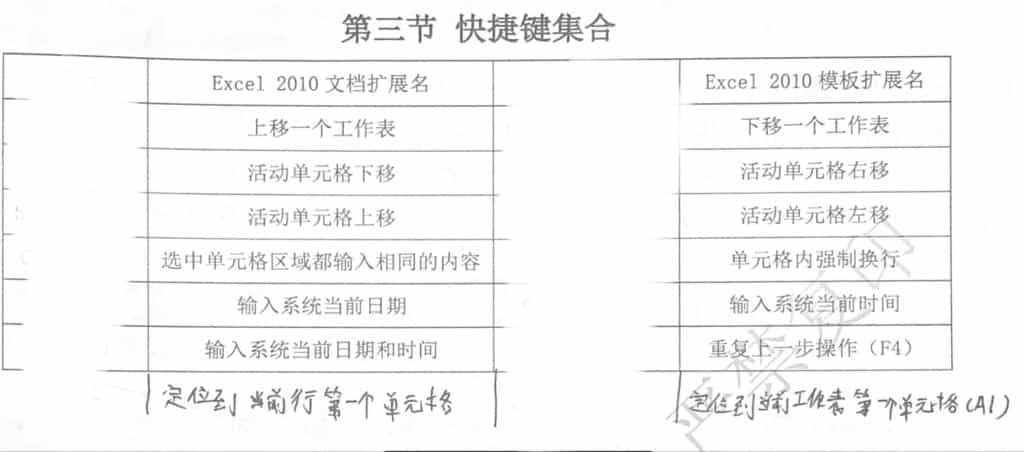 第三节 快捷键集合
Excel 2010 文档扩展名 Excel 2010 模板扩展名
上移一个工作表 下移一个工作表
活动单元格下移 活动单元格右移
活动单元格上移 活动单元格左移
选中单元格区域都输入相同的内容 单元格内强制换行
输入系统当前日期 输入系统当前时间
输入系统当前日期和时间 重复上一步操作（F4）
定位到当前行第一个单元格 定位到当前工作表第一个单元格(A1)
严禁复印